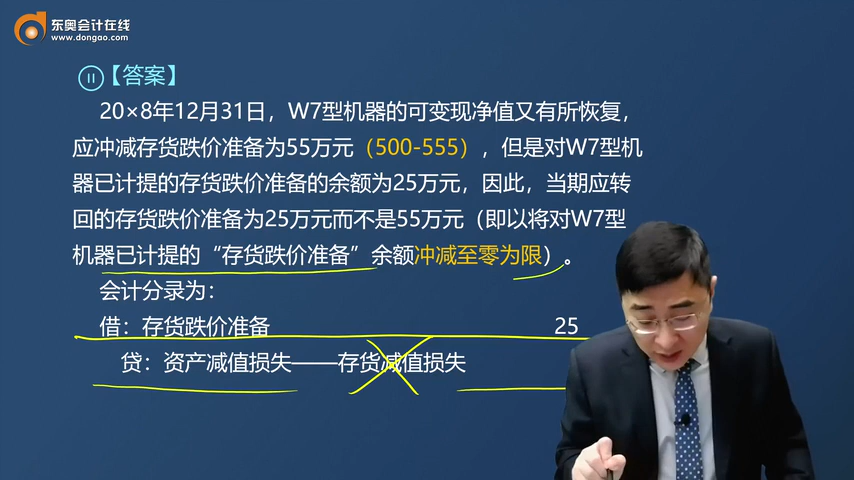 东奥会计在线
www.dongao.com
⑪【答案】
20×8年12月31日，W7型机器的可变现净值又有所恢复，
应冲减存货跌价准备为55万元（500-555），但是对W7型机
器已计提的存货跌价准备的余额为25万元，因此，当期应转
回的存货跌价准备为25万元而不是55万元（即以将对W7型
机器已计提的“存货跌价准备”余额冲减至零为限）。
会计分录为：
借：存货跌价准备 25
贷：资产减值损失——存货减值损失